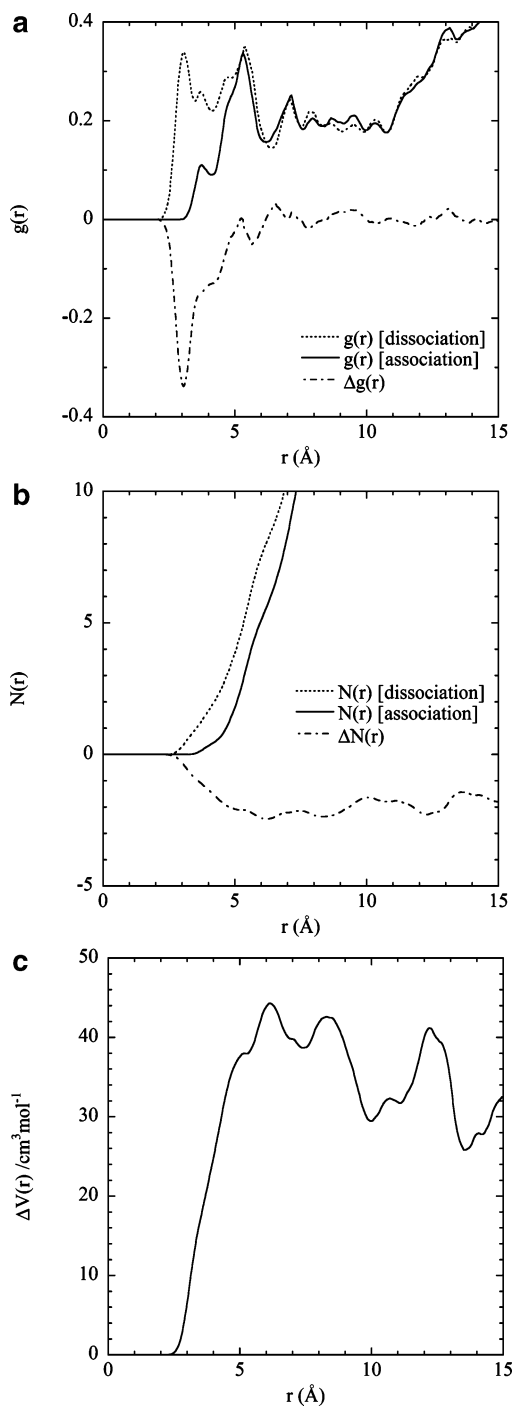 a
0.4
0.2
0
-0.2
-0.4
g(r)
g(r) [dissociation]
g(r) [association]
Δg(r)
0 5 10 15
r (Å)
b
10
5
0
-5
N(r)
N(r) [dissociation]
N(r) [association]
ΔN(r)
0 5 10 15
r (Å)
c
50
40
30
20
10
0
ΔV(r) /cm³mol⁻¹
0 5 10 15
r (Å)